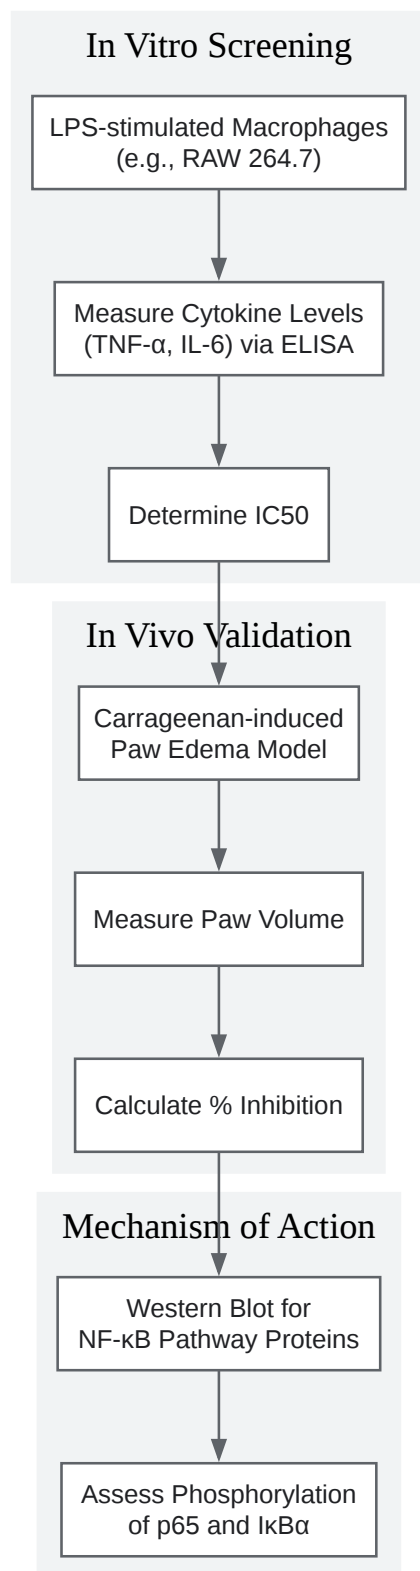 In Vitro Screening
LPS-stimulated Macrophages
(e.g., RAW 264.7)
Measure Cytokine Levels
(TNF-α, IL-6) via ELISA
Determine IC50
In Vivo Validation
Carrageenan-induced
Paw Edema Model
Measure Paw Volume
Calculate % Inhibition
Mechanism of Action
Western Blot for
NF-κB Pathway Proteins
Assess Phosphorylation
of p65 and IκBα